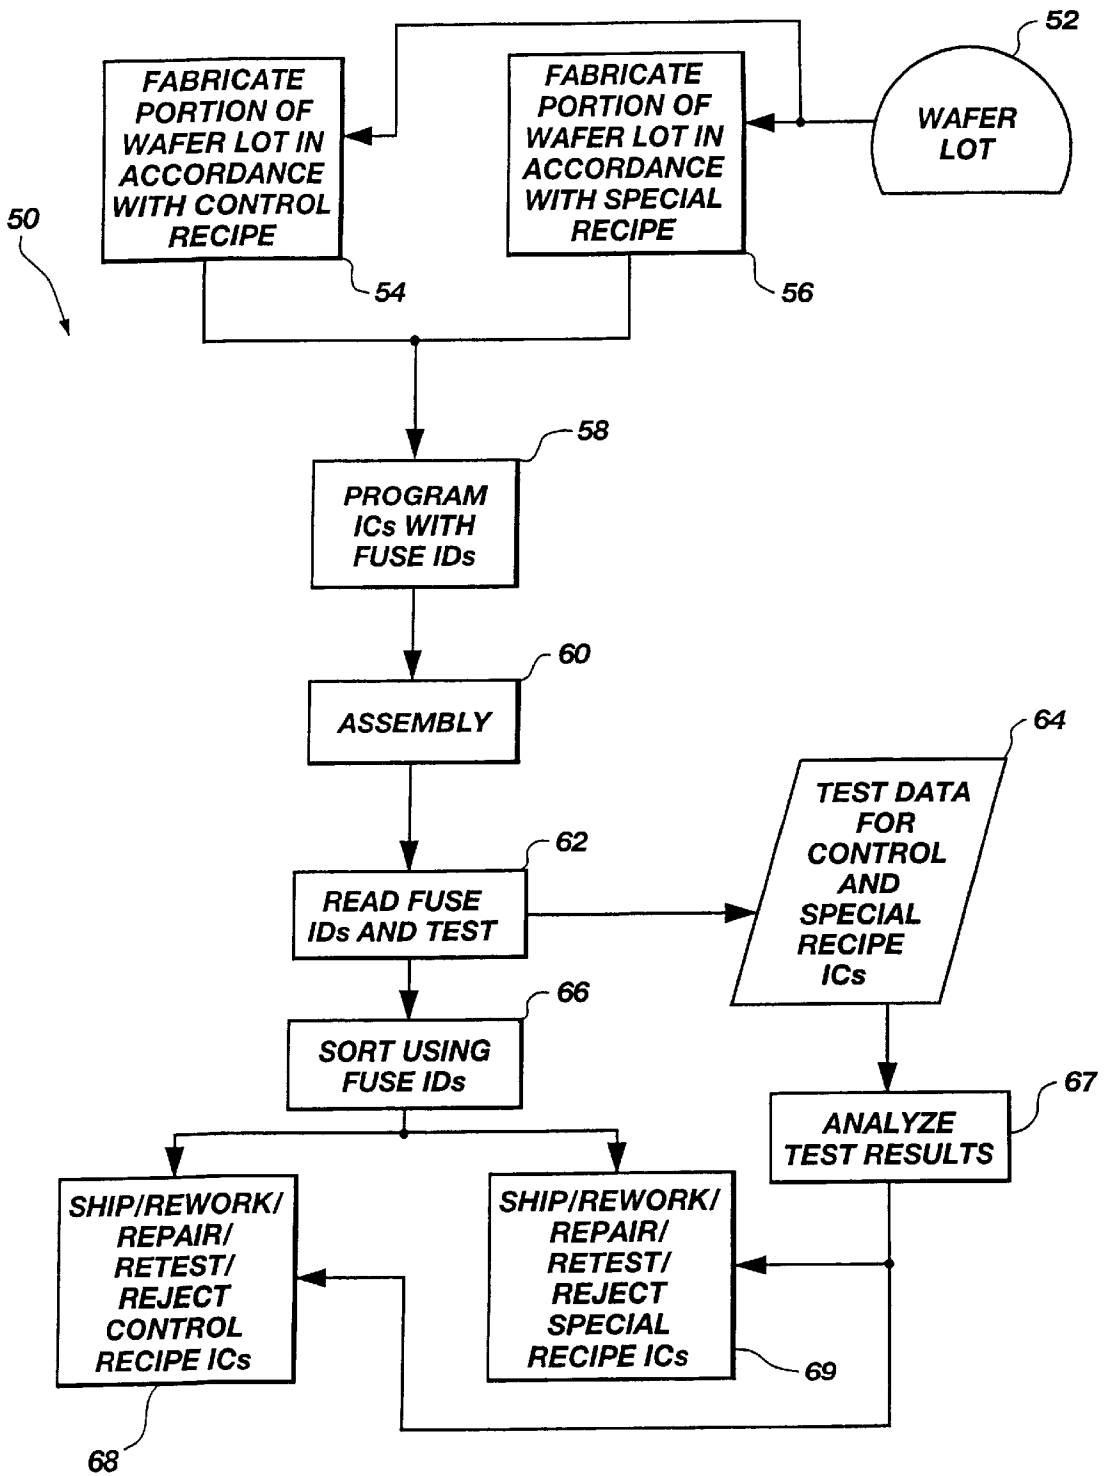 52
WAFER
LOT
FABRICATE
PORTION OF
WAFER LOT IN
ACCORDANCE
WITH CONTROL
RECIPE
54
FABRICATE
PORTION OF
WAFER LOT IN
ACCORDANCE
WITH SPECIAL
RECIPE
56
50
58
PROGRAM
ICs WITH
FUSE IDs
60
ASSEMBLY
62
READ FUSE
IDs AND TEST
64
TEST DATA
FOR
CONTROL
AND
SPECIAL
RECIPE
ICs
66
SORT USING
FUSE IDs
67
ANALYZE
TEST RESULTS
SHIP/REWORK/
REPAIR/
RETEST/
REJECT
CONTROL
RECIPE ICs
68
SHIP/REWORK/
REPAIR/
RETEST/
REJECT
SPECIAL
RECIPE ICs
69